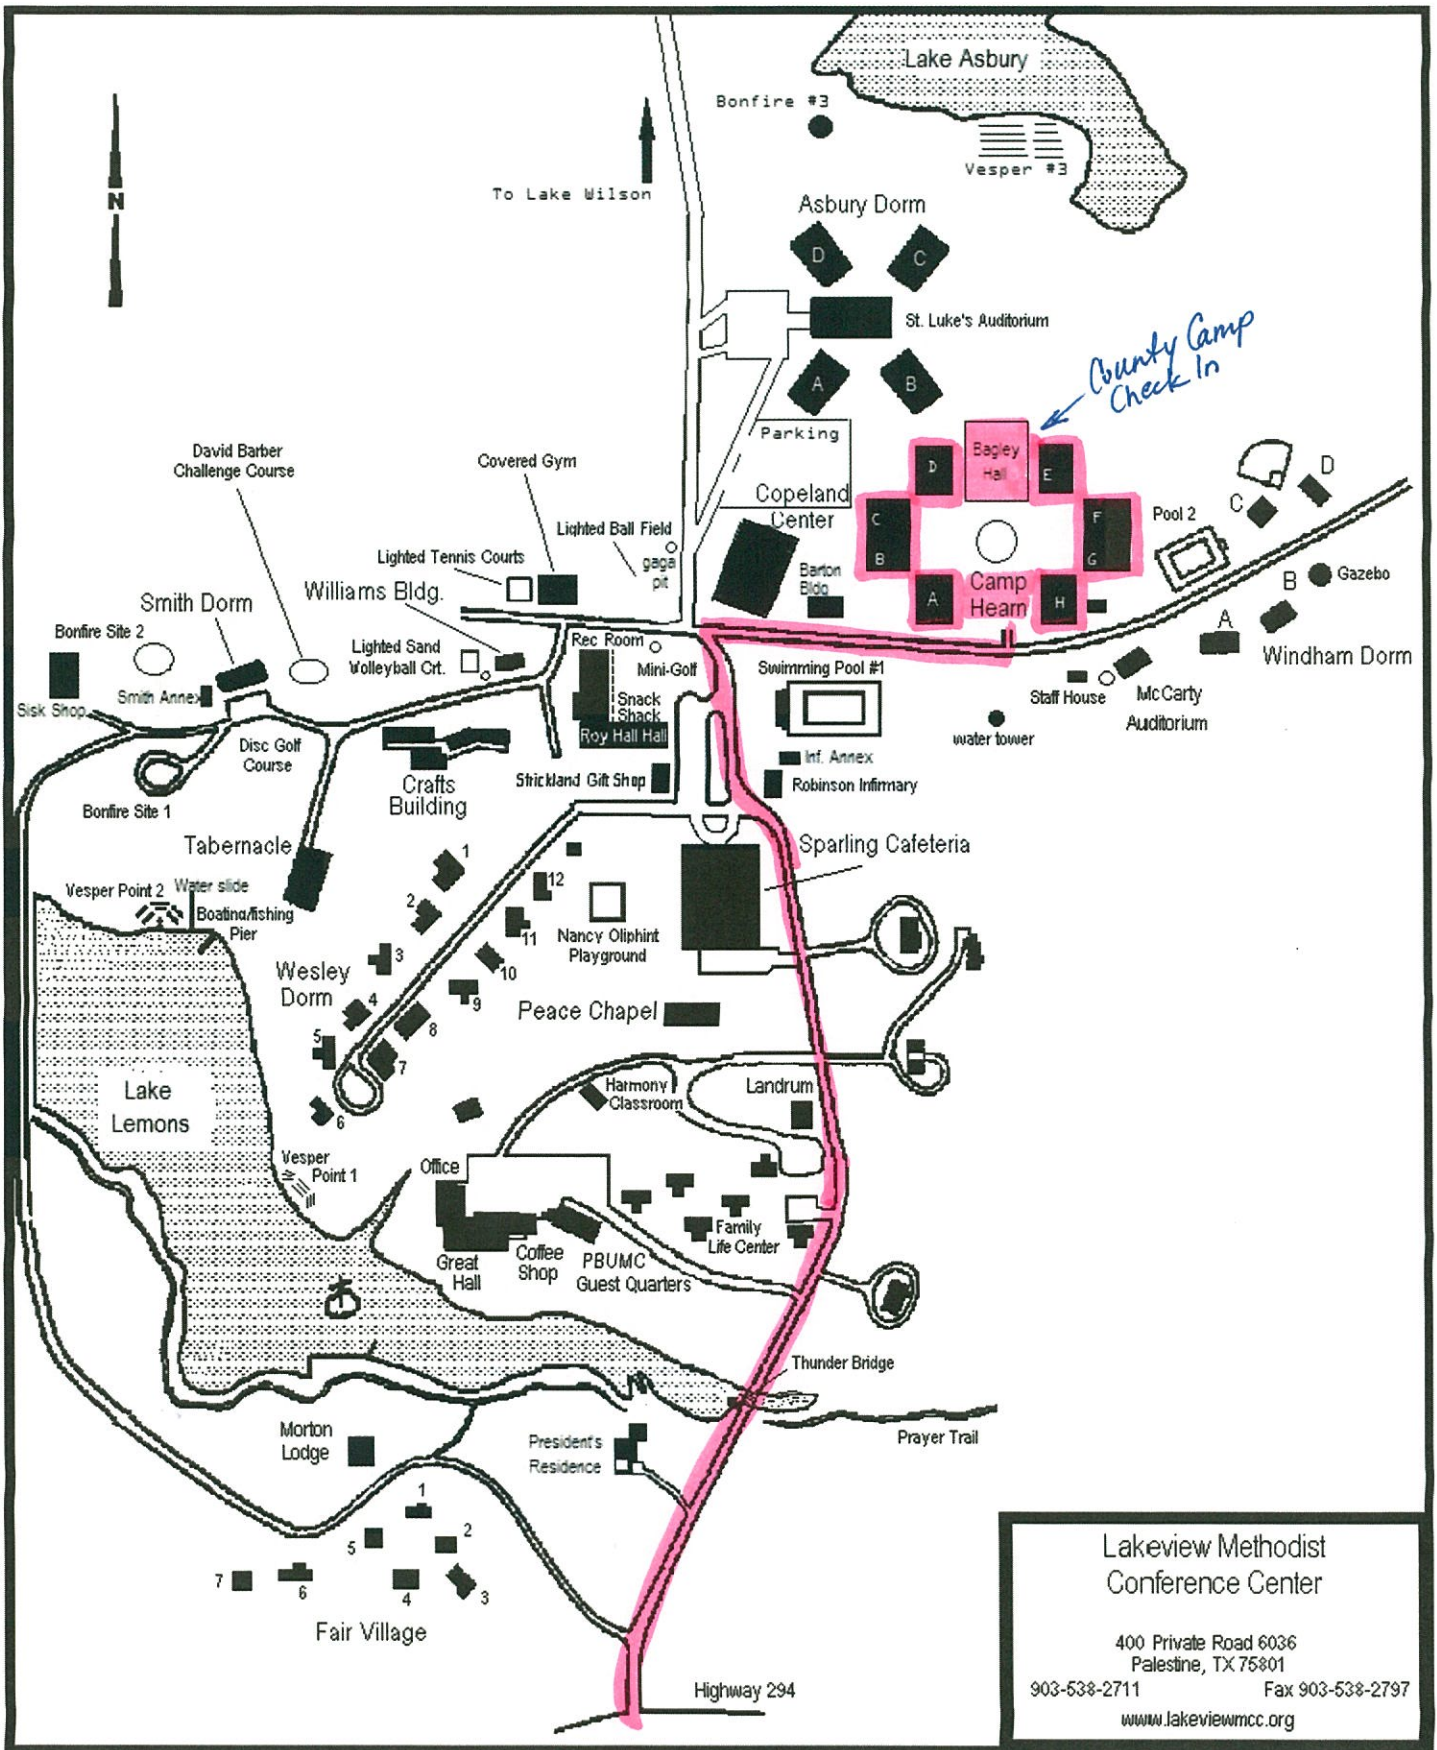 Lake Asbury
Bonfire #3
Vesper #3
N
To Lake Wilson
Asbury Dorm
D
C
St. Luke's Auditorium
A
B
County Camp
Check In
Parking
David Barber
Challenge Course
Covered Gym
Copeland
Center
Lighted Ball Field
gaga
pit
Lighted Tennis Courts
Williams Bldg.
Barton
Bldg
Bagley
Hall
D
E
C
B
F
G
A
H
Camp
Hearn
Pool 2
C
D
B
Gazebo
A
Windham Dorm
Smith Dorm
Bonfire Site 2
Smith Annex
Sisk Shop
Lighted Sand
Volleyball Crt.
Rec Room
Mini-Golf
Snack
Shack
Roy Hall Hall
Swimming Pool #1
Staff House
McCarty
Auditorium
water tower
Disc Golf
Course
Bonfire Site 1
Crafts
Building
Strickland Gift Shop
Inf. Annex
Robinson Infirmary
Tabernacle
Sparling Cafeteria
Vesper Point 2
Water slide
Boating/fishing
Pier
1
2
3
4
5
6
7
8
9
10
11
12
Wesley
Dorm
Nancy Oliphint
Playground
Peace Chapel
Lake
Lemons
Harmony
Classroom
Landrum
Vesper
Point 1
Office
Great
Hall
Coffee
Shop
PBUMC
Guest Quarters
Family
Life Center
Thunder Bridge
Prayer Trail
Morton
Lodge
President's
Residence
1
2
3
4
5
6
7
Fair Village
Highway 294
Lakeview Methodist
Conference Center
400 Private Road 6036
Palestine, TX 75801
903-538-2711 Fax 903-538-2797
www.lakeviewmcc.org